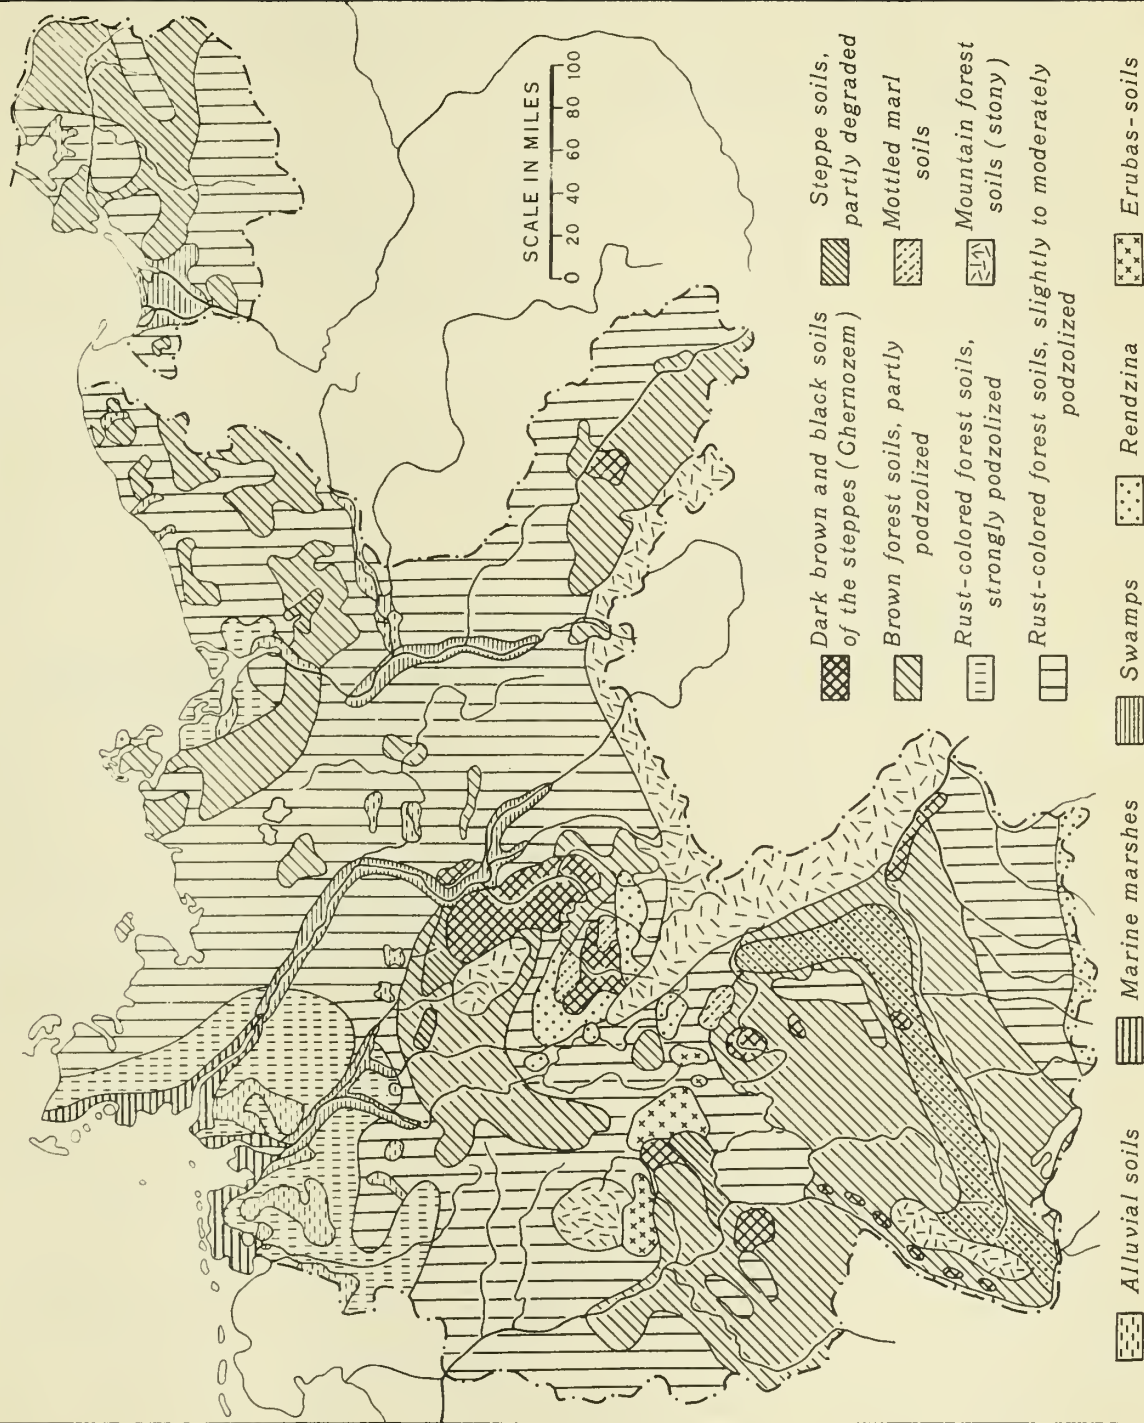 SCALE IN MILES
0 20 40 60 80 100
Dark brown and black soils
of the steppes (Chernozem)
Steppe soils,
partly degraded
Brown forest soils, partly
podzolized
Mottled marl
soils
Rust-colored forest soils,
strongly podzolized
Mountain forest
soils (stony)
Rust-colored forest soils, slightly to moderately
podzolized
Alluvial soils
Marine marshes
Swamps
Rendzina
Erubas-soils